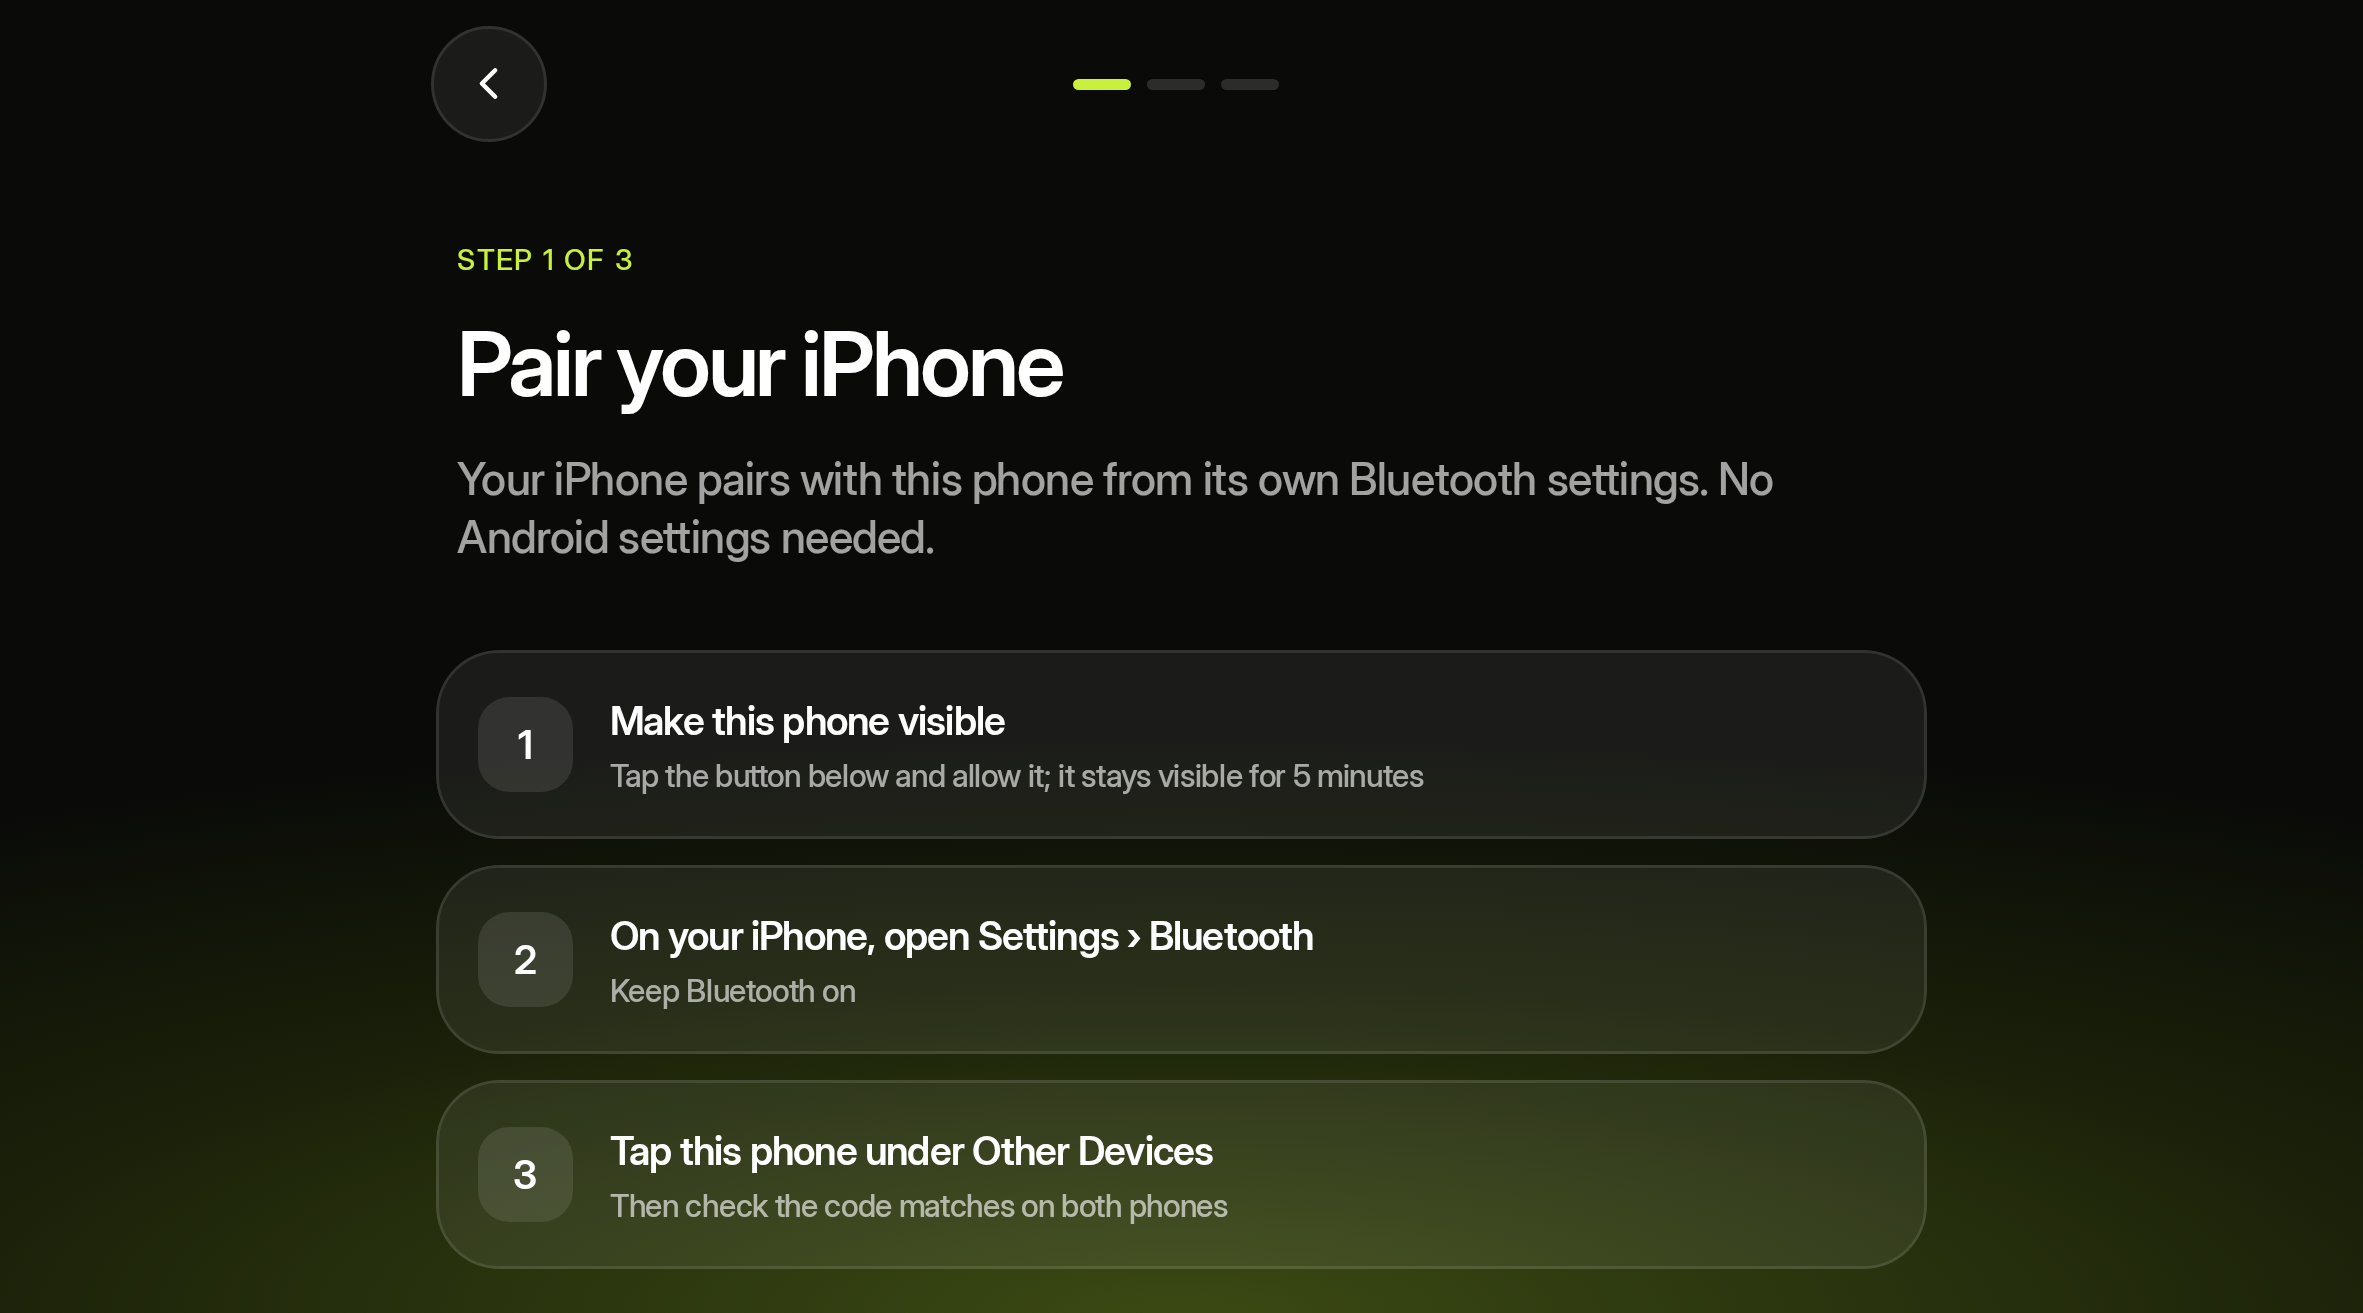 STEP 1 OF 3
Pair your iPhone
Your iPhone pairs with this phone from its own Bluetooth settings. No
Android settings needed.
1
Make this phone visible
Tap the button below and allow it; it stays visible for 5 minutes
2
On your iPhone, open Settings › Bluetooth
Keep Bluetooth on
3
Tap this phone under Other Devices
Then check the code matches on both phones